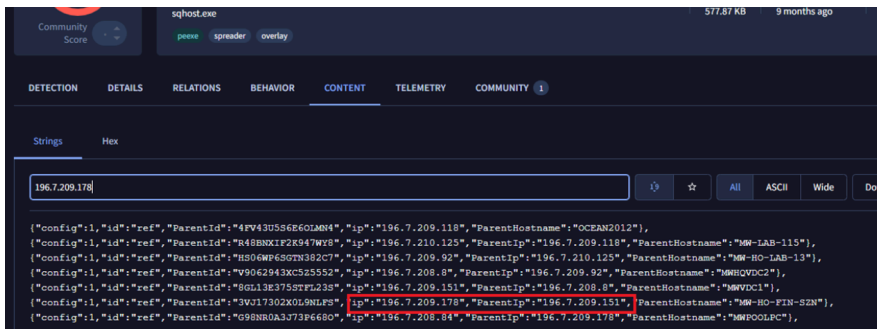 sqhost.exe
577.87 KB
9 months ago
Community
Score
peexe
spreader
overlay
DETECTION
DETAILS
RELATIONS
BEHAVIOR
CONTENT
TELEMETRY
COMMUNITY 1
Strings
Hex
196.7.209.178
All
ASCII
Wide
Do
{"config":1,"id":"ref","ParentId":"4FV43U5S6E6OLMN4","ip":"196.7.209.118","ParentHostname":"OCEAN2012"},
{"config":1,"id":"ref","ParentId":"R48BNXIF2E947WY8","ip":"196.7.210.125","ParentIp":"196.7.209.118","ParentHostname":"MW-LAB-115"},
{"config":1,"id":"ref","ParentId":"HS06WP6SGTN382C7","ip":"196.7.209.92","ParentIp":"196.7.210.125","ParentHostname":"MW-HO-LAB-13"},
{"config":1,"id":"ref","ParentId":"V9062943XC525552","ip":"196.7.208.8","ParentIp":"196.7.209.92","ParentHostname":"MWHQVDC2"},
{"config":1,"id":"ref","ParentId":"8GL13E375STFL23S","ip":"196.7.209.151","ParentIp":"196.7.208.8","ParentHostname":"MWVDC1"},
{"config":1,"id":"ref","ParentId":"3VJ17302X0L9NLFS","ip":"196.7.209.178","ParentIp":"196.7.209.151","ParentHostname":"MW-HO-FIN-SZN"},
{"config":1,"id":"ref","ParentId":"G98NR0A3J73P668O","ip":"196.7.208.84","ParentIp":"196.7.209.178","ParentHostname":"MWPOOLPC"},